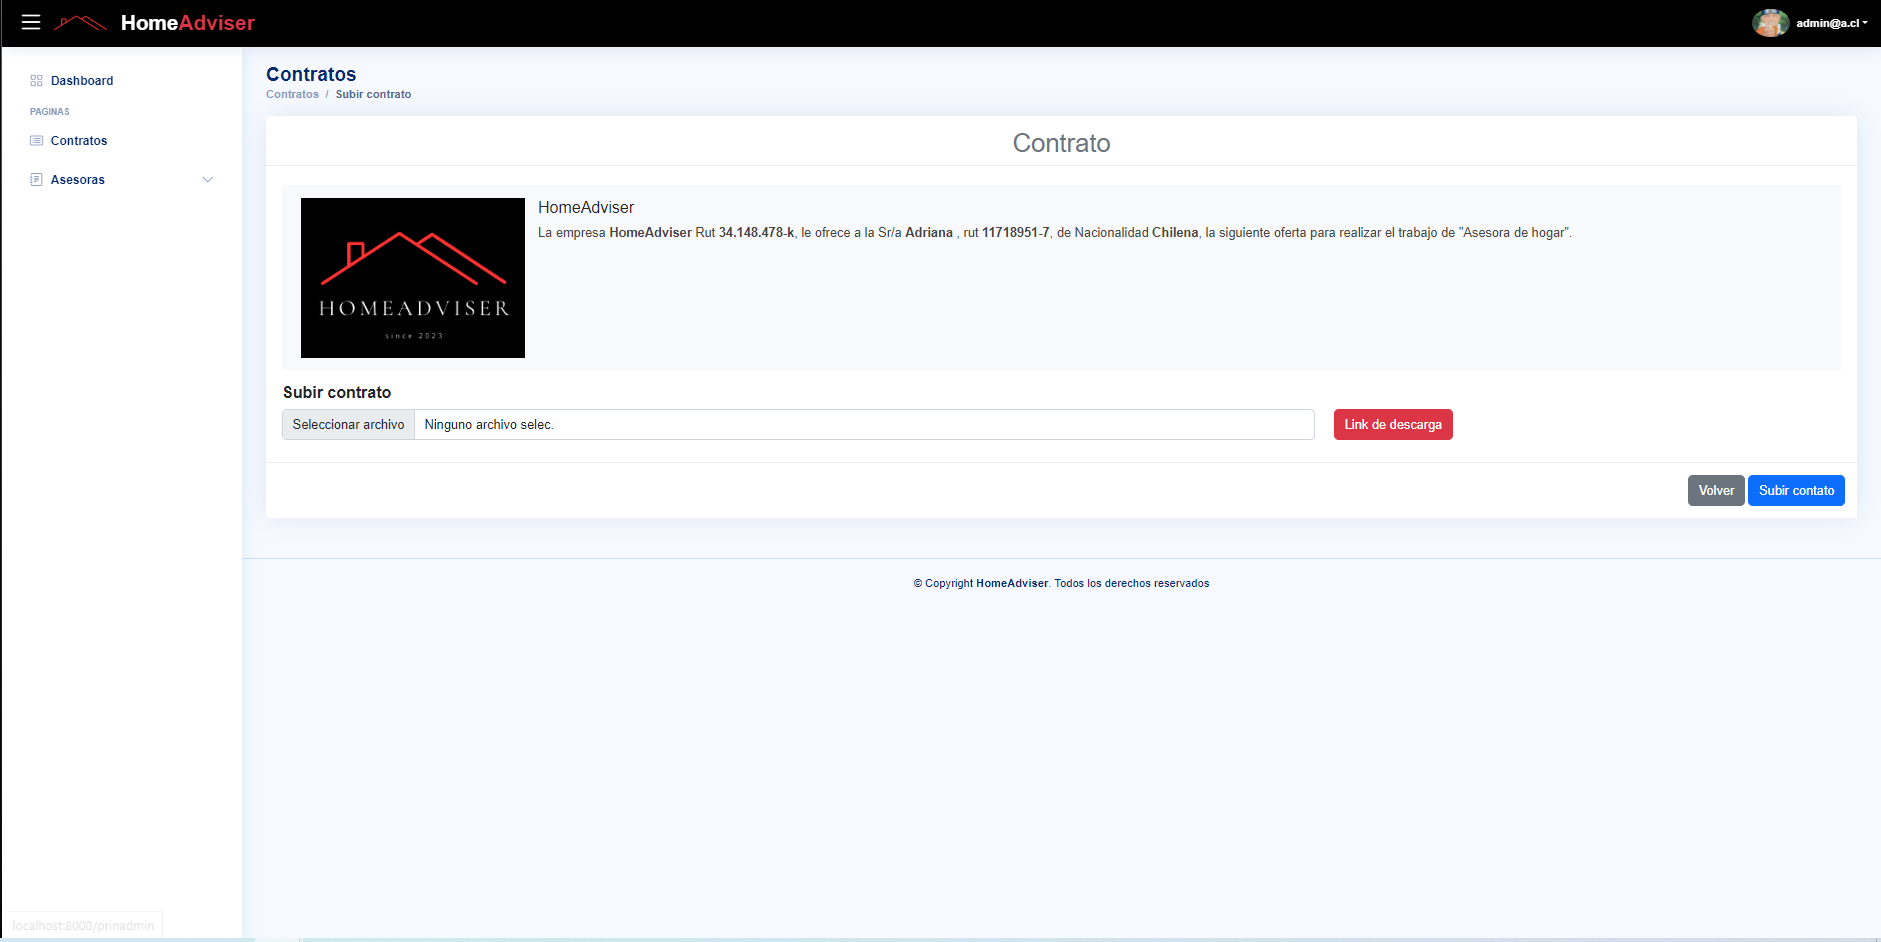 HomeAdviser
admin@a.cl
Dashboard
PAGINAS
Contratos
Asesoras
Contratos
Contratos / Subir contrato
Contrato
HOMEADVISER
since 2023
HomeAdviser
La empresa HomeAdviser Rut 34.148.478-k, le ofrece a la Sr/a Adriana , rut 11718951-7, de Nacionalidad Chilena, la siguiente oferta para realizar el trabajo de "Asesora de hogar".
Subir contrato
Seleccionar archivo Ninguno archivo selec.
Link de descarga
Volver
Subir contato
© Copyright HomeAdviser. Todos los derechos reservados
localhost:8000/prinadmin